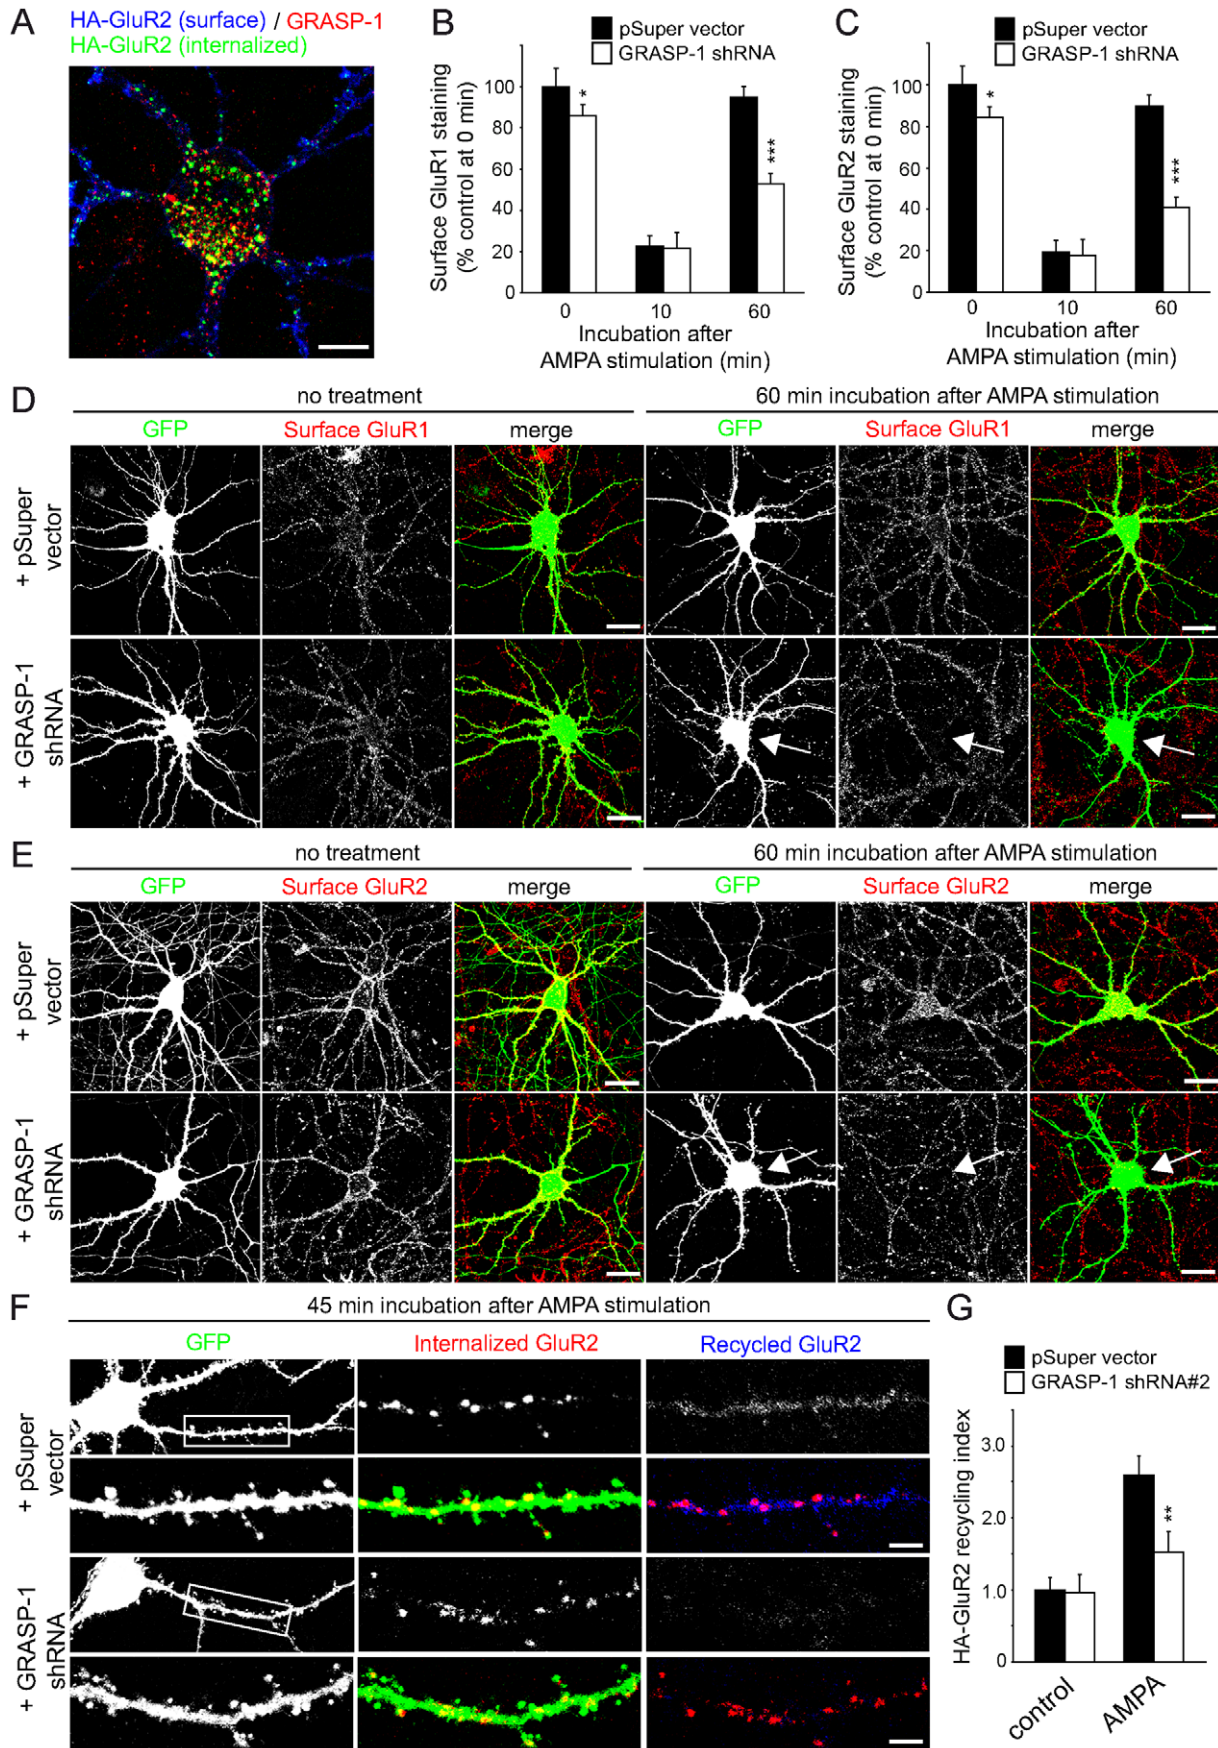 A
HA-GluR2 (surface) / GRASP-1
HA-GluR2 (internalized)
B
pSuper vector
GRASP-1 shRNA
Surface GluR1 staining
(% control at 0 min)
100
80
60
40
20
0
*
***
0 10 60
Incubation after
AMPA stimulation (min)
C
pSuper vector
GRASP-1 shRNA
Surface GluR2 staining
(% control at 0 min)
100
80
60
40
20
0
*
***
0 10 60
Incubation after
AMPA stimulation (min)
D
no treatment
60 min incubation after AMPA stimulation
GFP Surface GluR1 merge GFP Surface GluR1 merge
+ pSuper
vector
+ GRASP-1
shRNA
E
no treatment
60 min incubation after AMPA stimulation
GFP Surface GluR2 merge GFP Surface GluR2 merge
+ pSuper
vector
+ GRASP-1
shRNA
F
45 min incubation after AMPA stimulation
GFP Internalized GluR2 Recycled GluR2
+ pSuper
vector
+ GRASP-1
shRNA
G
pSuper vector
GRASP-1 shRNA#2
HA-GluR2 recycling index
3.0
2.0
1.0
0
**
control AMPA